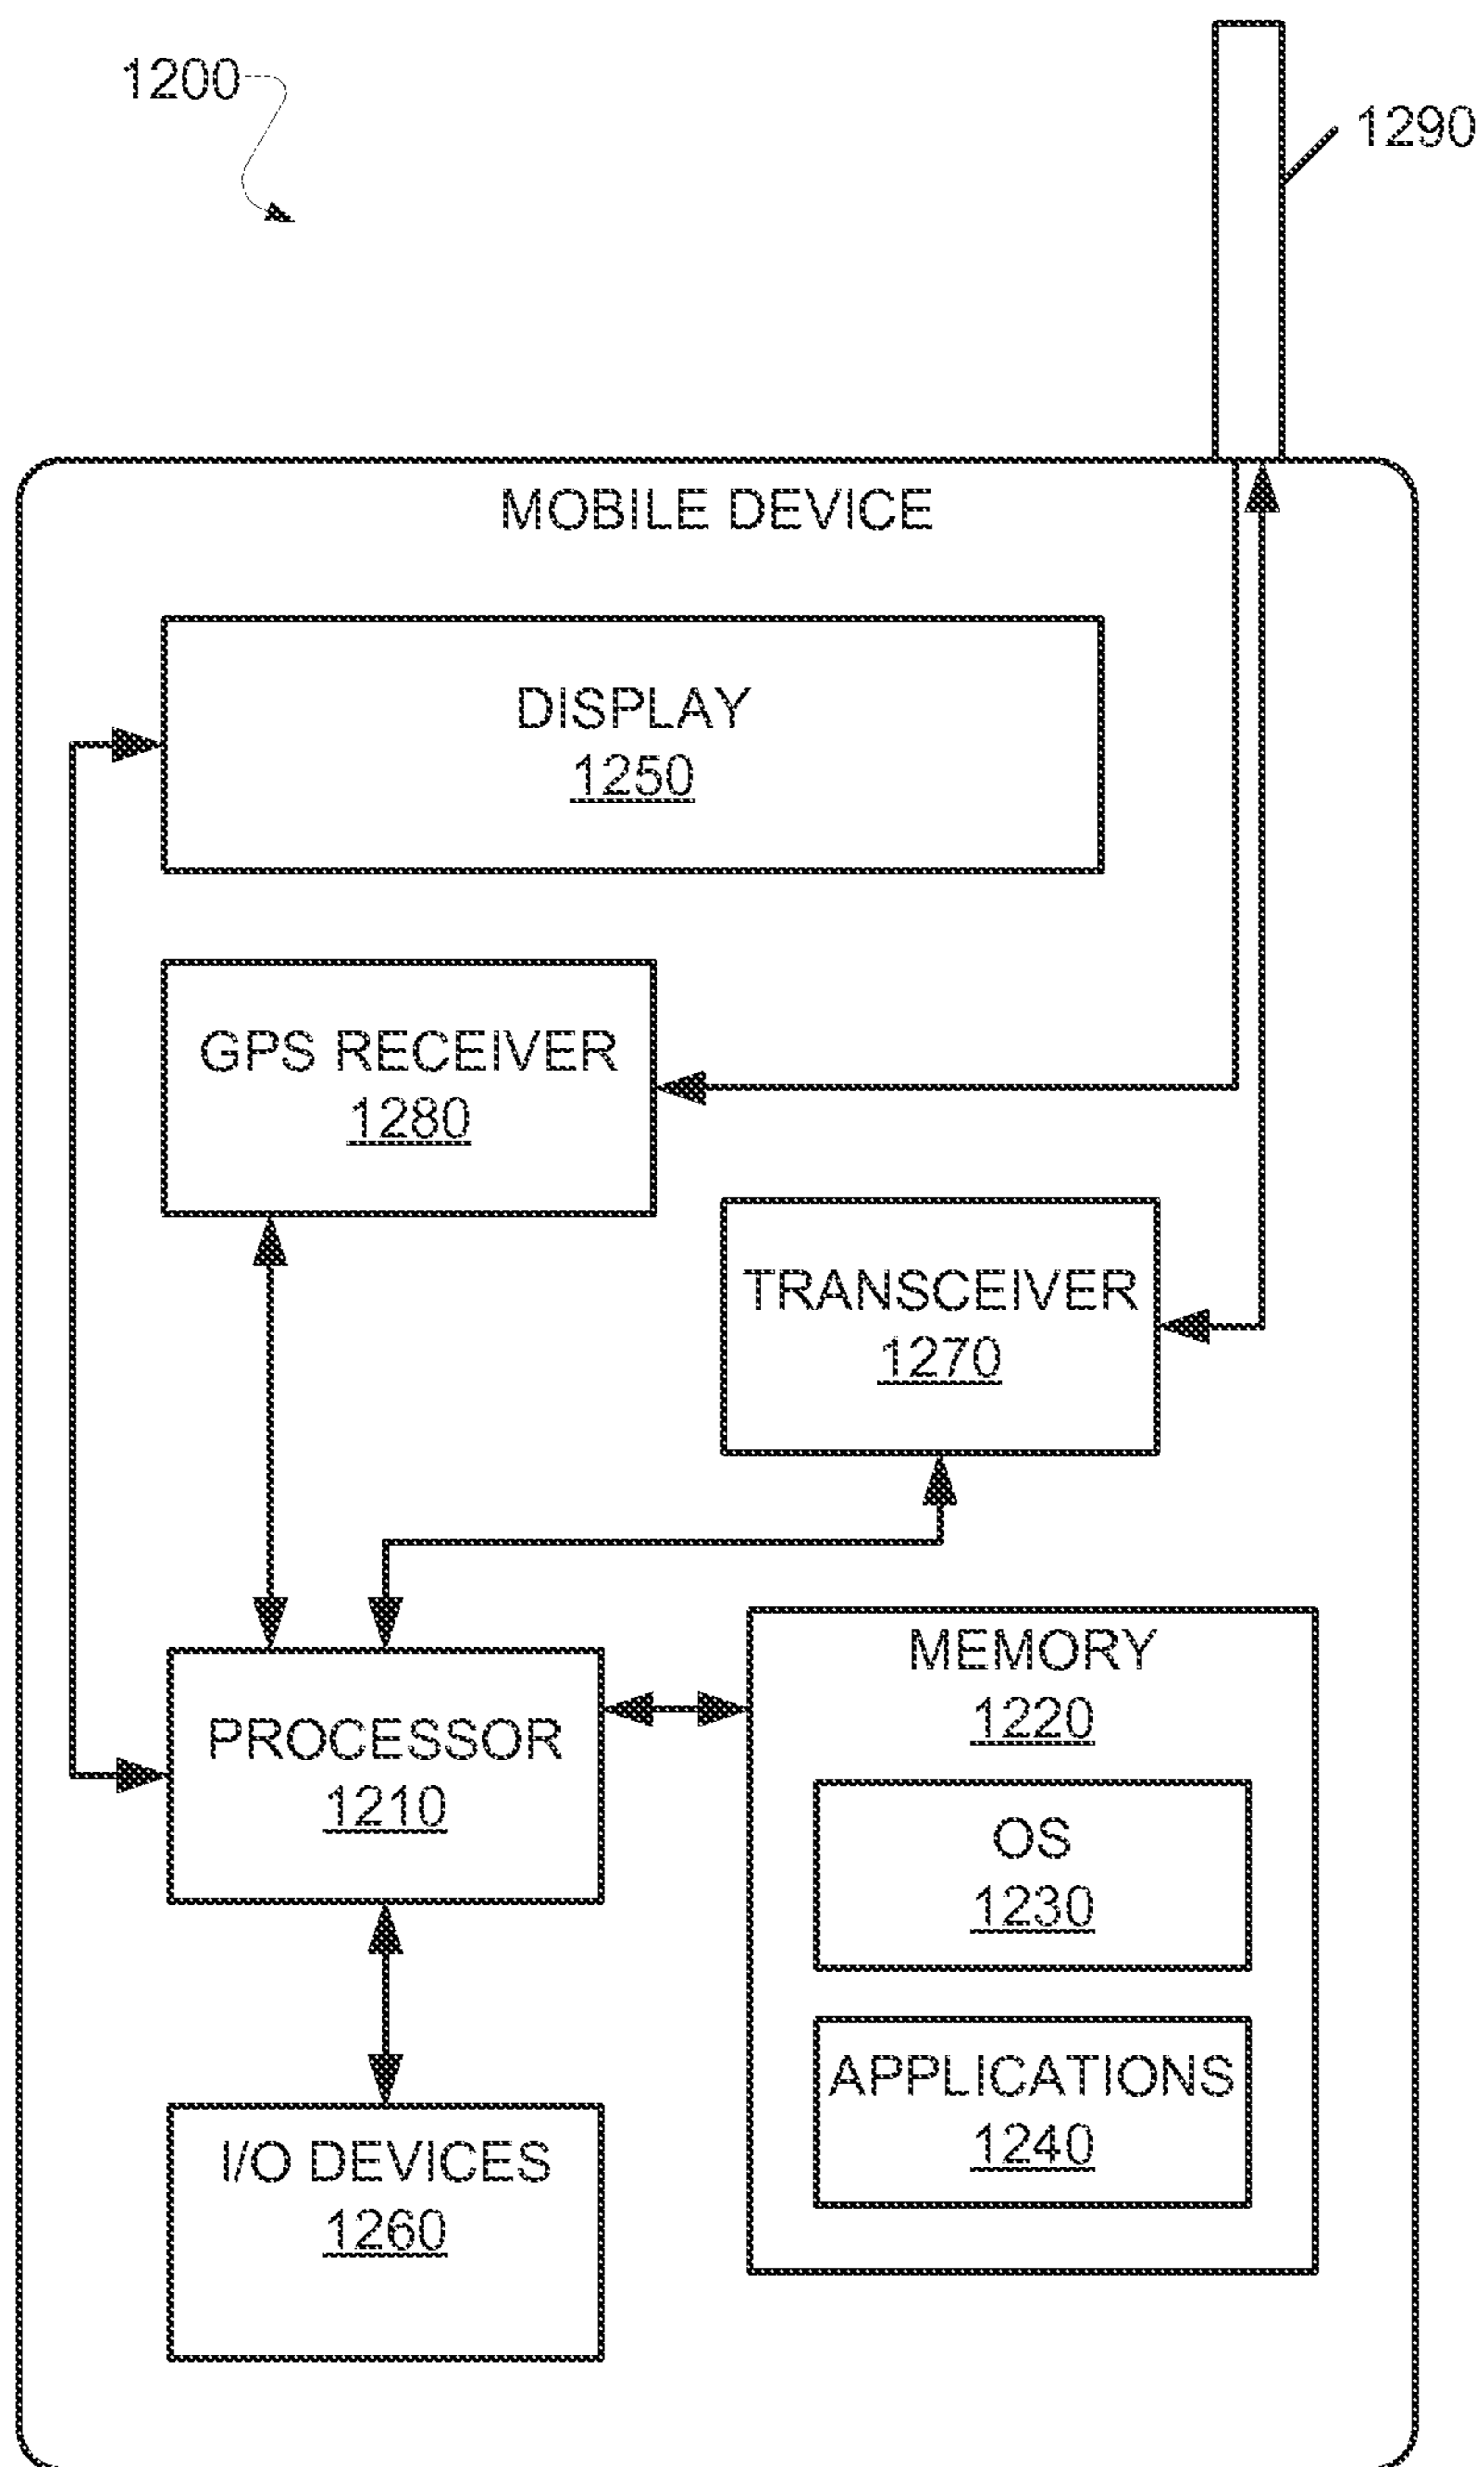 1200
1290
MOBILE DEVICE
DISPLAY
1250
GPS RECEIVER
1280
TRANSCEIVER
1270
PROCESSOR
1210
MEMORY
1220
OS
1230
APPLICATIONS
1240
I/O DEVICES
1260